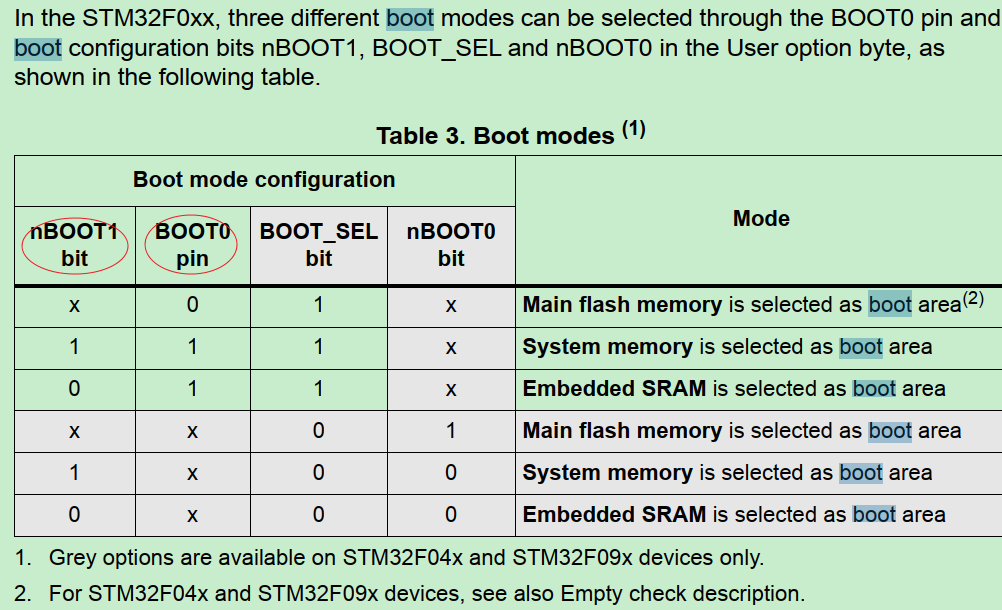 In the STM32F0xx, three different boot modes can be selected through the BOOT0 pin and
boot configuration bits nBOOT1, BOOT_SEL and nBOOT0 in the User option byte, as
shown in the following table.
Table 3. Boot modes (1)
Boot mode configuration
Mode
nBOOT1 bit
BOOT0 pin
BOOT_SEL bit
nBOOT0 bit
x 0 1 x Main flash memory is selected as boot area(2)
1 1 1 x System memory is selected as boot area
0 1 1 x Embedded SRAM is selected as boot area
x x 0 1 Main flash memory is selected as boot area
1 x 0 0 System memory is selected as boot area
0 x 0 0 Embedded SRAM is selected as boot area
1. Grey options are available on STM32F04x and STM32F09x devices only.
2. For STM32F04x and STM32F09x devices, see also Empty check description.